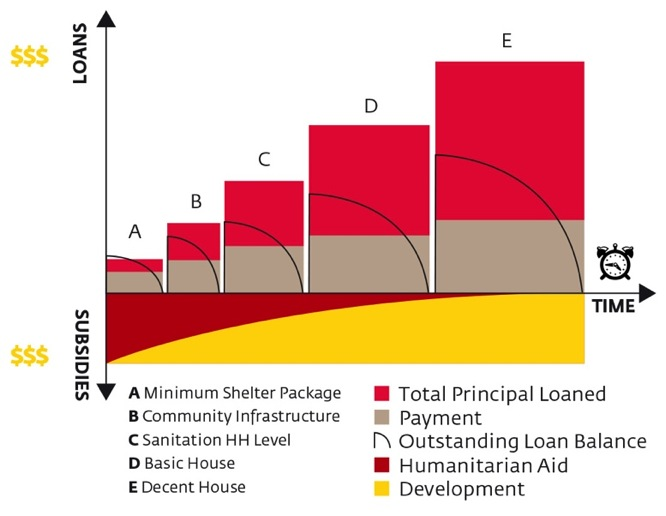 $$$
LOANS
E
D
C
B
A
TIME
$$$
SUBSIDIES
A Minimum Shelter Package
B Community Infrastructure
C Sanitation HH Level
D Basic House
E Decent House
Total Principal Loaned
Payment
Outstanding Loan Balance
Humanitarian Aid
Development